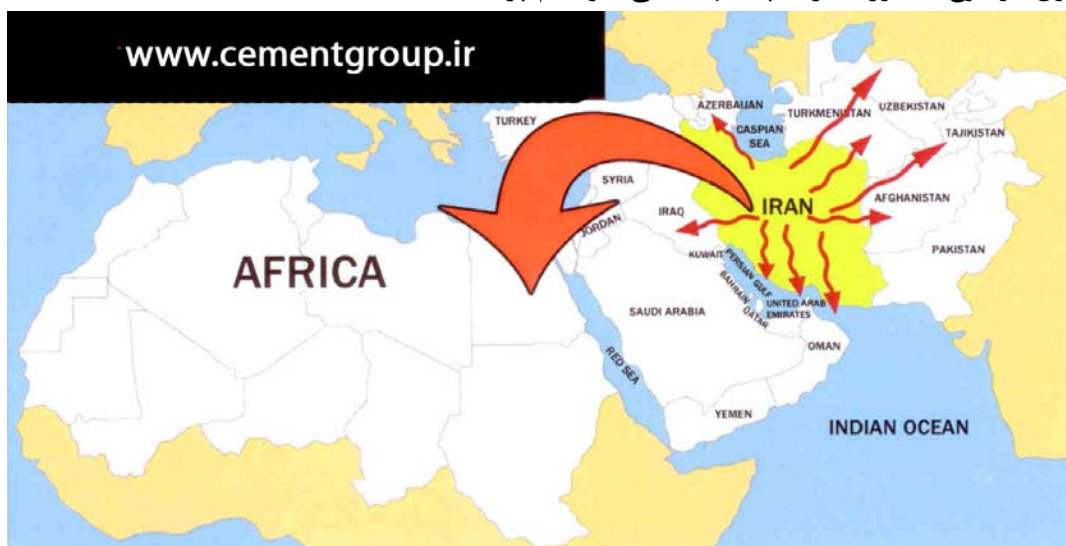 www.cementgroup.ir
AZERBAIJAN
TURKMENISTAN
UZBEKISTAN
TURKEY
CASPIAN
SEA
TAJIKISTAN
SYRIA
IRAQ
IRAN
AFGHANISTAN
JORDAN
KUWAIT
PERSIAN GULF
PAKISTAN
AFRICA
BAHRAIN
QATAR
UNITED ARAB
EMIRATES
SAUDI ARABIA
OMAN
RED SEA
YEMEN
INDIAN OCEAN